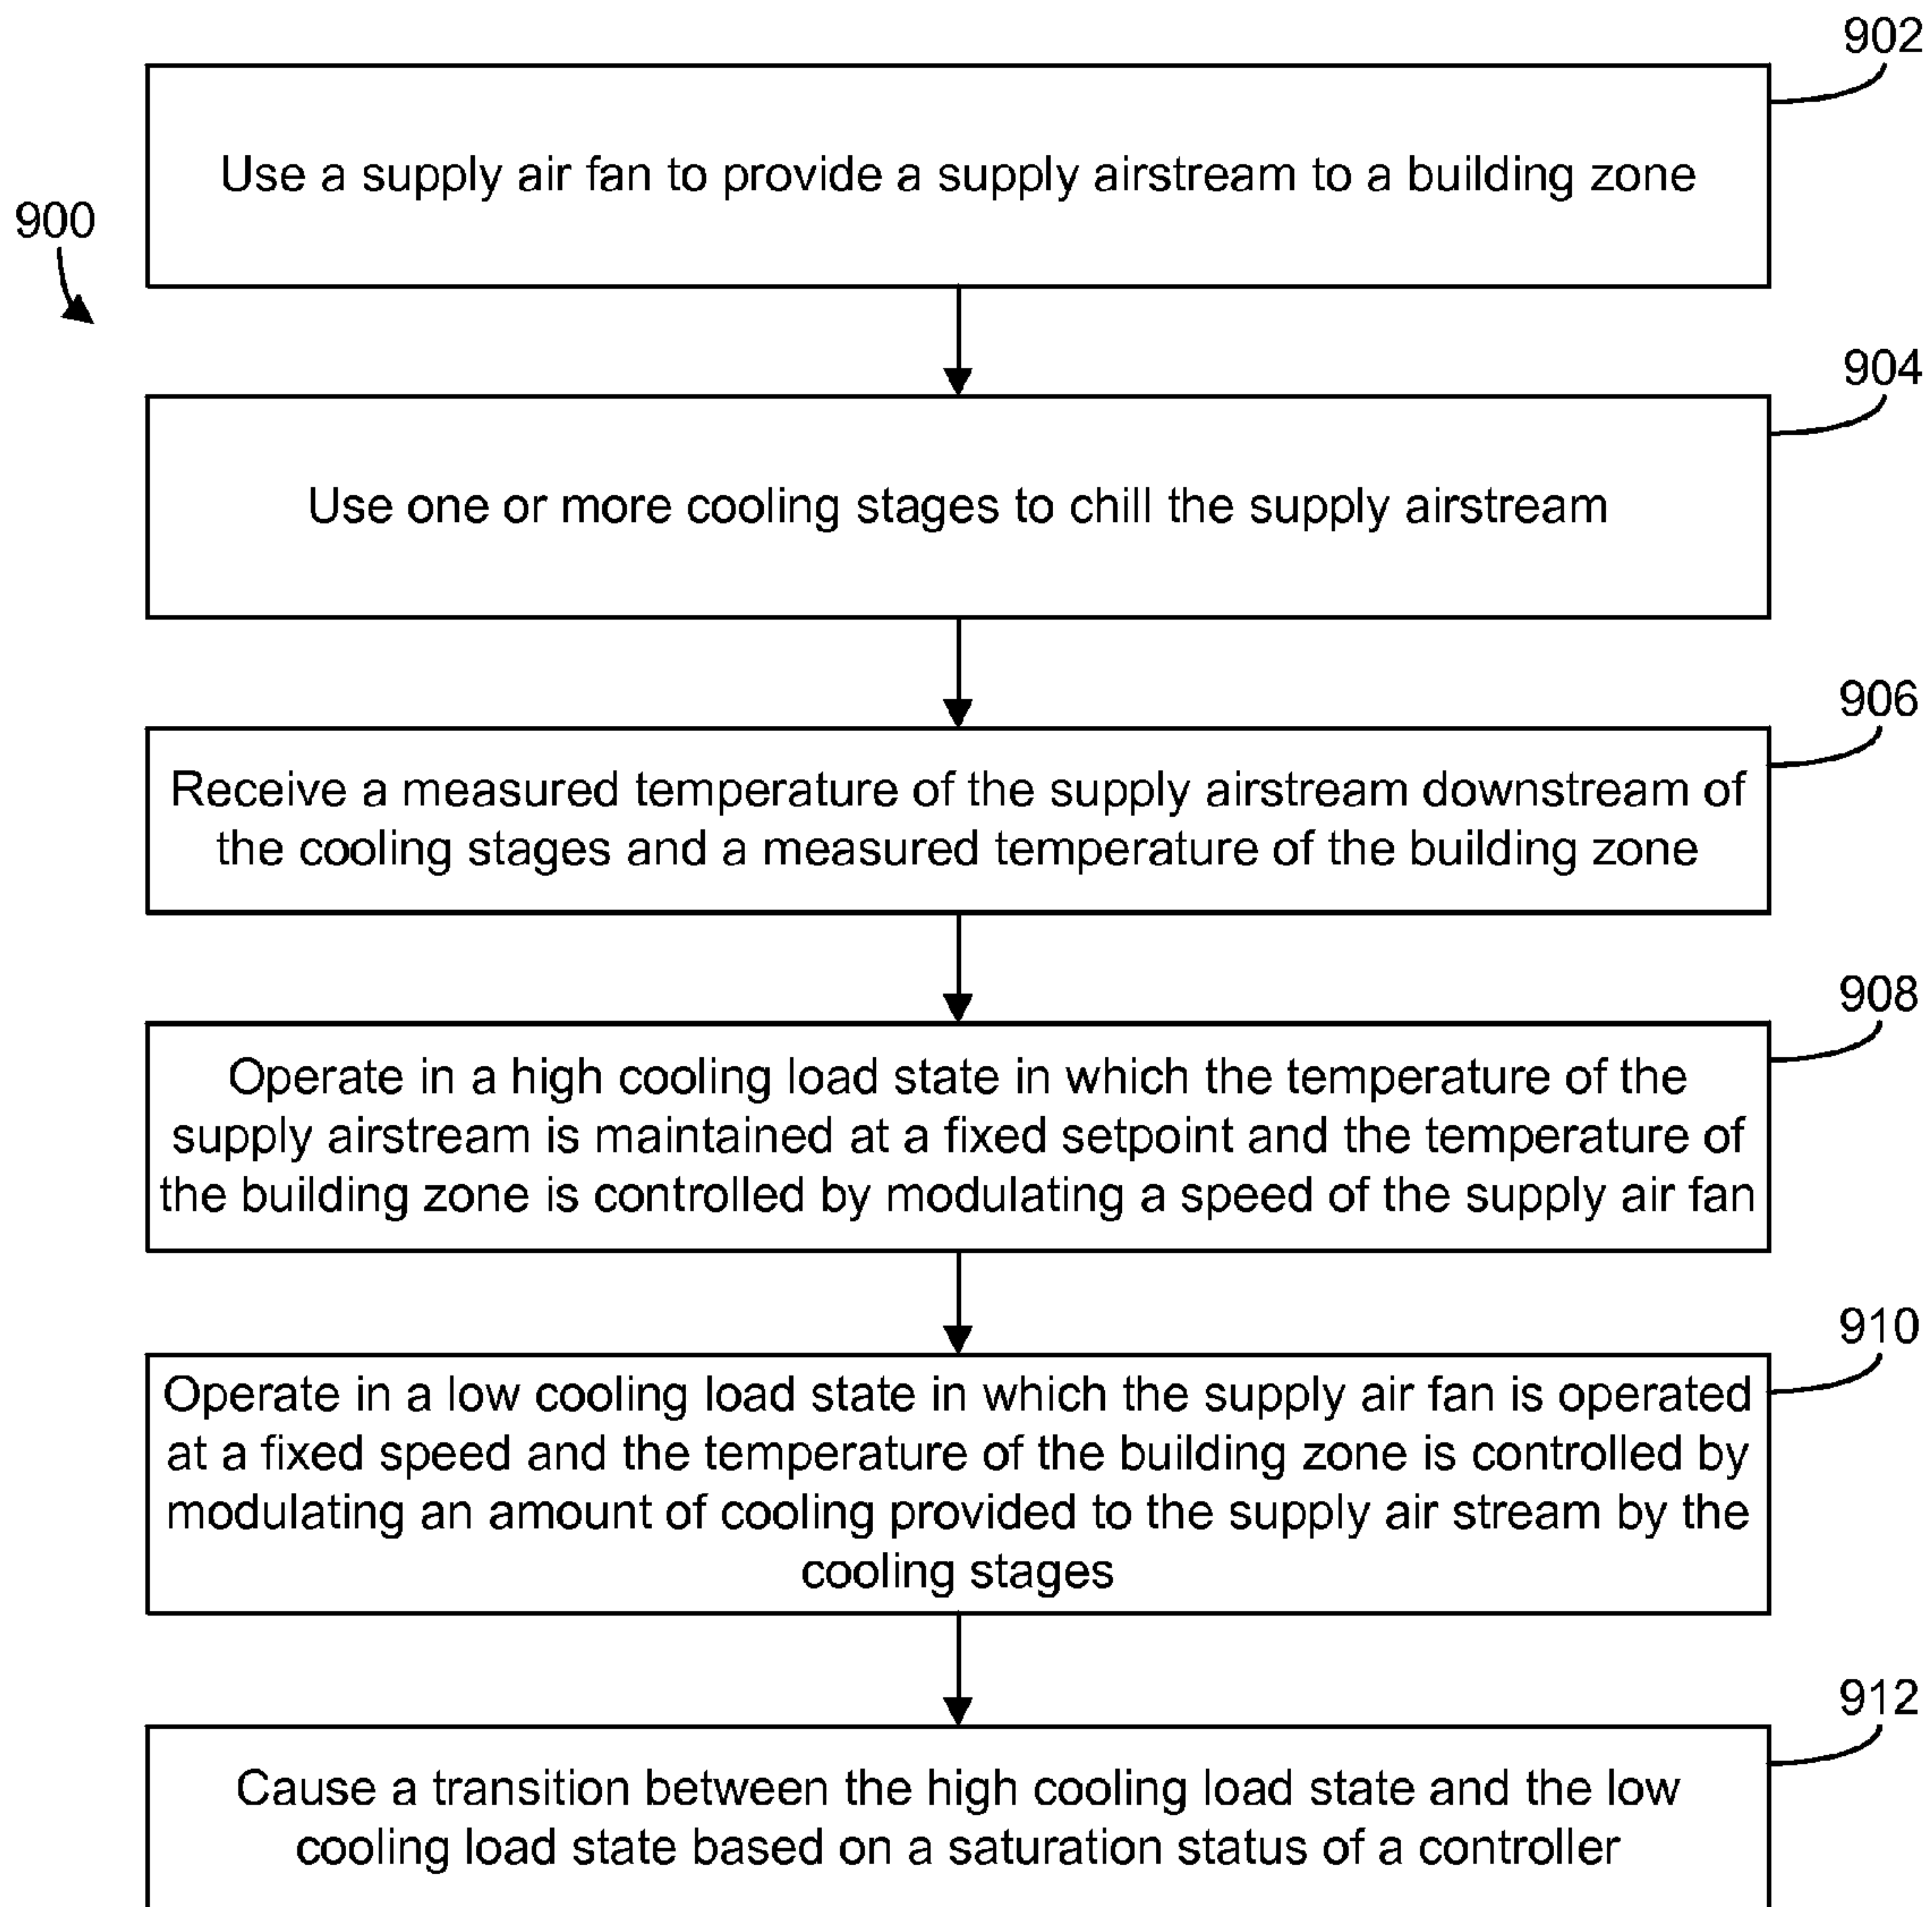 902
Use a supply air fan to provide a supply airstream to a building zone
900
904
Use one or more cooling stages to chill the supply airstream
906
Receive a measured temperature of the supply airstream downstream of
the cooling stages and a measured temperature of the building zone
908
Operate in a high cooling load state in which the temperature of the
supply airstream is maintained at a fixed setpoint and the temperature of
the building zone is controlled by modulating a speed of the supply air fan
910
Operate in a low cooling load state in which the supply air fan is operated
at a fixed speed and the temperature of the building zone is controlled by
modulating an amount of cooling provided to the supply air stream by the
cooling stages
912
Cause a transition between the high cooling load state and the low
cooling load state based on a saturation status of a controller